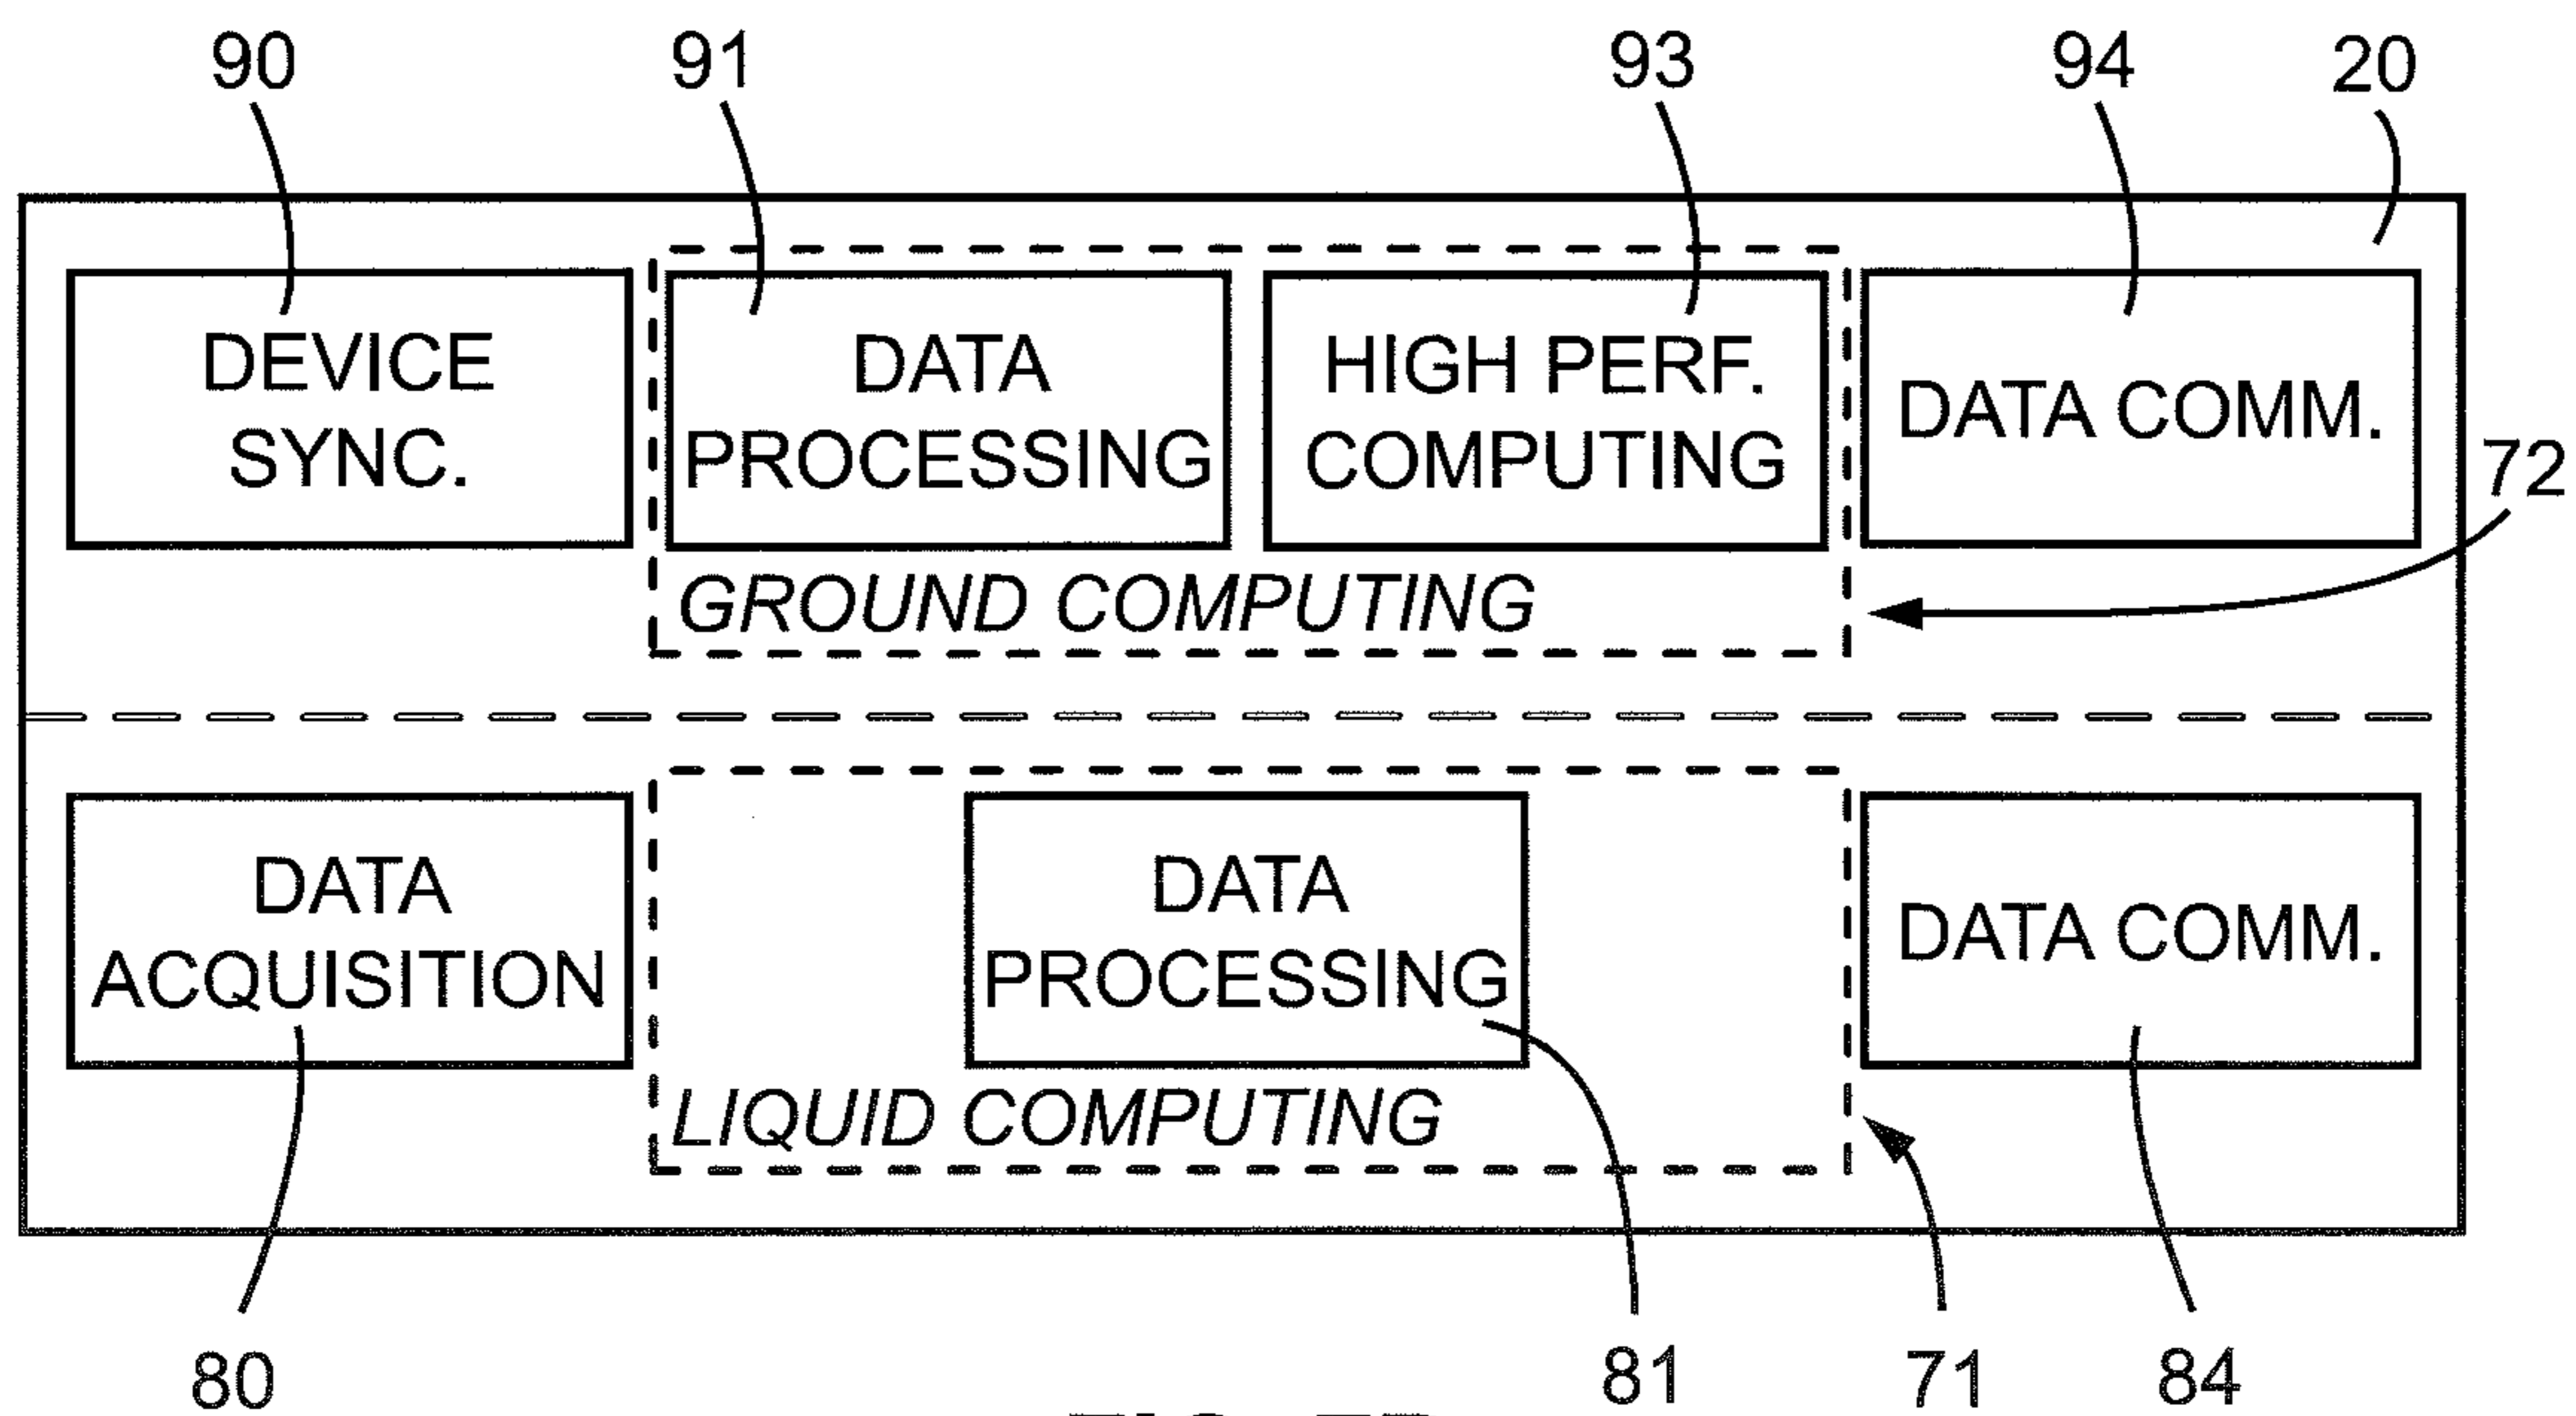 90 91 93 94 20
DEVICE
SYNC.
DATA
PROCESSING
HIGH PERF.
COMPUTING
DATA COMM.
72
GROUND COMPUTING
DATA
ACQUISITION
DATA
PROCESSING
DATA COMM.
LIQUID COMPUTING
80 81 71 84